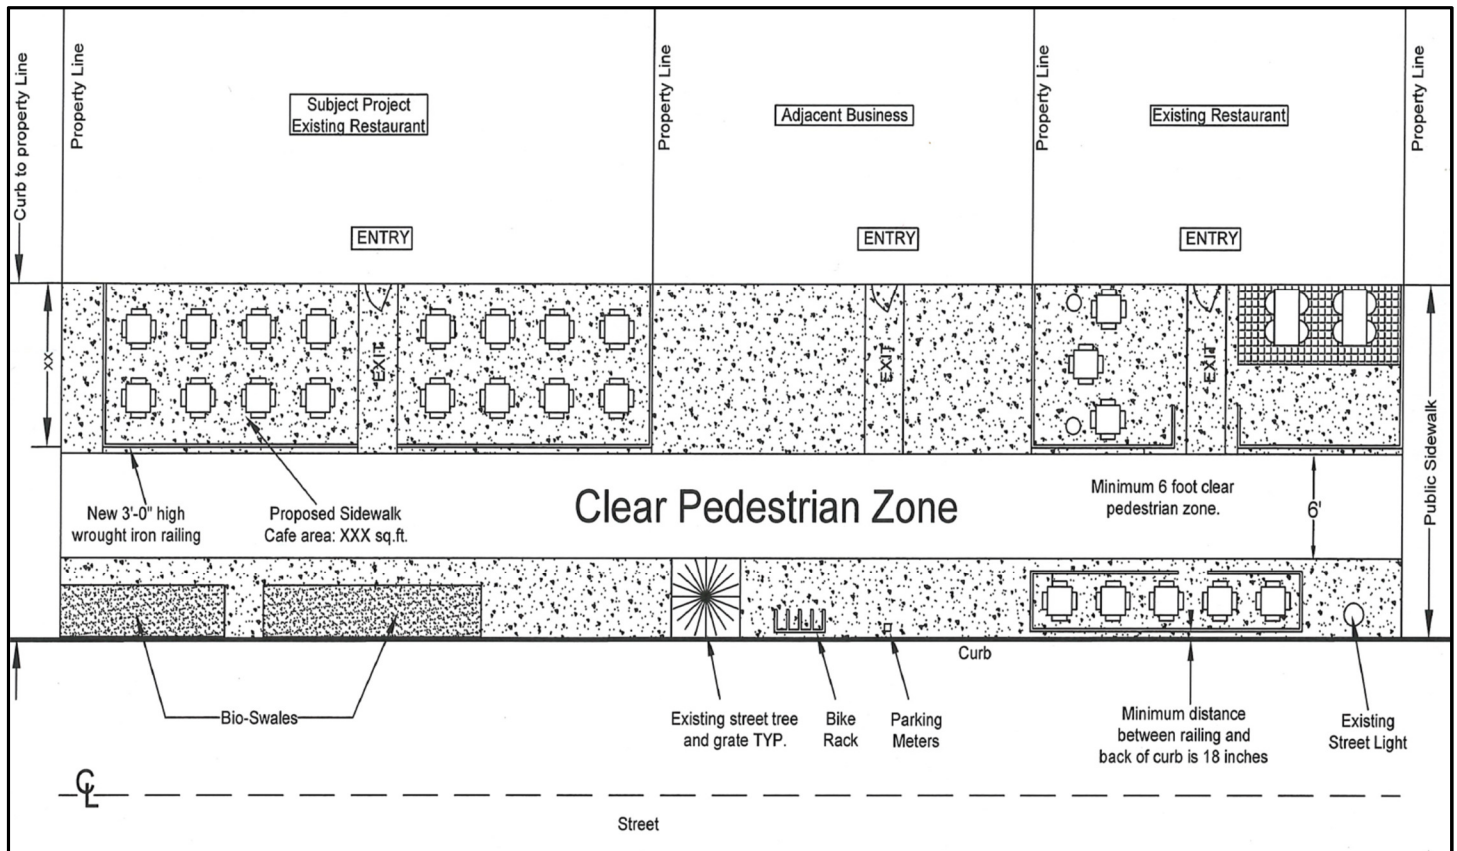 Curb to property Line
Property Line
Property Line
Property Line
Property Line
Subject Project
Existing Restaurant
Adjacent Business
Existing Restaurant
ENTRY
ENTRY
ENTRY
xx
EXIT
EXIT
EXIT
Public Sidewalk
New 3'-0" high
wrought iron railing
Proposed Sidewalk
Cafe area: XXX sq.ft.
Clear Pedestrian Zone
Minimum 6 foot clear
pedestrian zone.
6'
Curb
Bio-Swales
Existing street tree
and grate TYP.
Bike
Rack
Parking
Meters
Minimum distance
between railing and
back of curb is 18 inches
Existing
Street Light
CL
Street